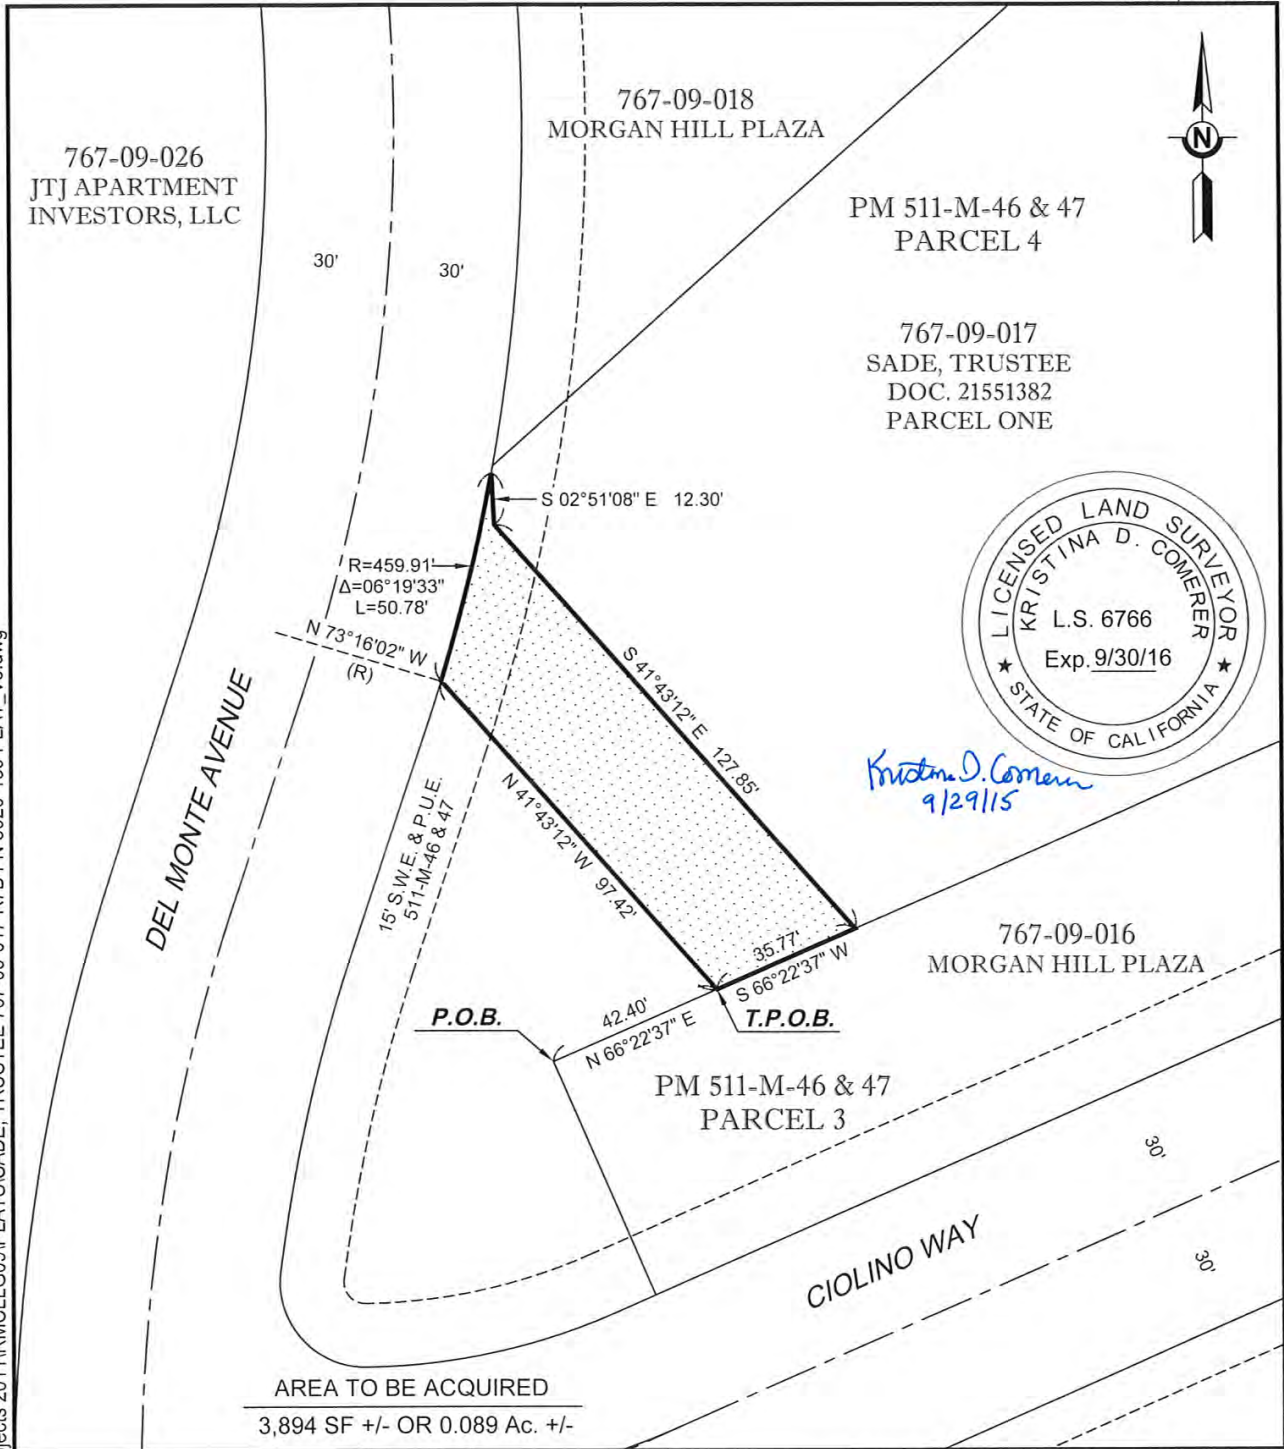 767-09-018
MORGAN HILL PLAZA
767-09-026
JTJ APARTMENT
INVESTORS, LLC
N
PM 511-M-46 & 47
PARCEL 4
30'
30'
767-09-017
SADE, TRUSTEE
DOC. 21551382
PARCEL ONE
S 02°51'08" E 12.30'
R=459.91'
Δ=06°19'33"
L=50.78'
N 73°16'02" W
(R)
LICENSED LAND SURVEYOR
KRISTINA D. COMERER
L.S. 6766
Exp. 9/30/16
★ STATE OF CALIFORNIA ★
S 41°43'12" E 127.85'
Kristina D. Comerer
9/29/15
DEL MONTE AVENUE
15' S.W.E. & P.U.E.
511-M-46 & 47
N 41°43'12" W 97.42'
35.77'
S 66°22'37" W
767-09-016
MORGAN HILL PLAZA
P.O.B.
42.40'
N 66°22'37" E
T.P.O.B.
PM 511-M-46 & 47
PARCEL 3
30'
CIOLINO WAY
30'
AREA TO BE ACQUIRED
3,894 SF +/- OR 0.089 Ac. +/-